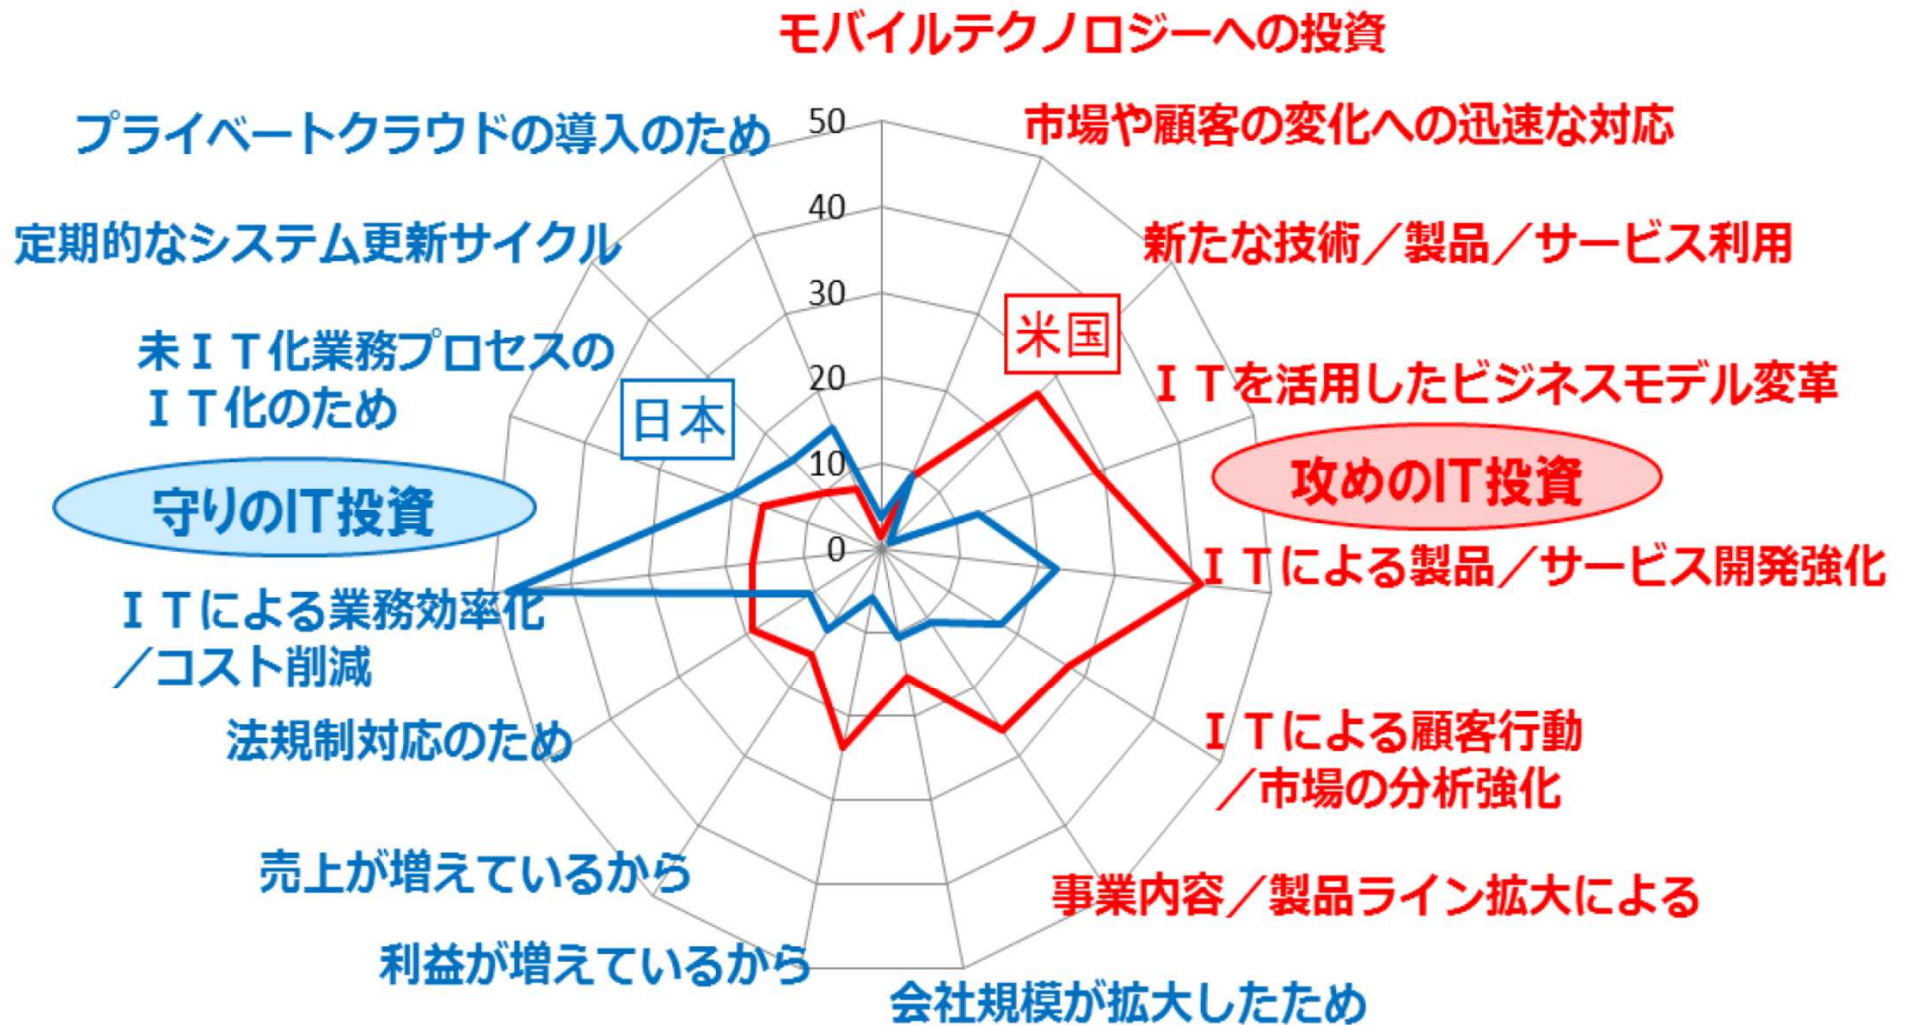 モバイルテクノロジーへの投資
市場や顧客の変化への迅速な対応
新たな技術／製品／サービス利用
ＩＴを活用したビジネスモデル変革
攻めのIT投資
ＩＴによる製品／サービス開発強化
ＩＴによる顧客行動
／市場の分析強化
事業内容／製品ライン拡大による
会社規模が拡大したため
利益が増えているから
売上が増えているから
法規制対応のため
ＩＴによる業務効率化
／コスト削減
守りのIT投資
未ＩＴ化業務プロセスの
ＩＴ化のため
定期的なシステム更新サイクル
プライベートクラウドの導入のため
50
40
30
20
10
0
米国
日本